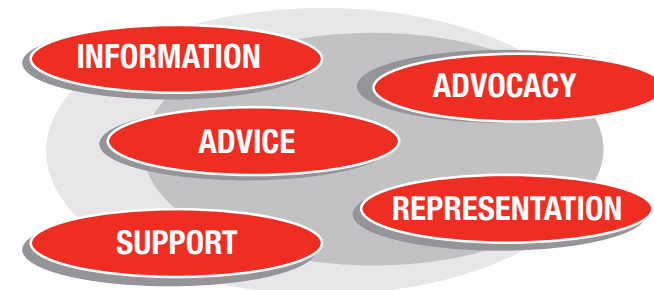 INFORMATION
ADVOCACY
ADVICE
REPRESENTATION
SUPPORT